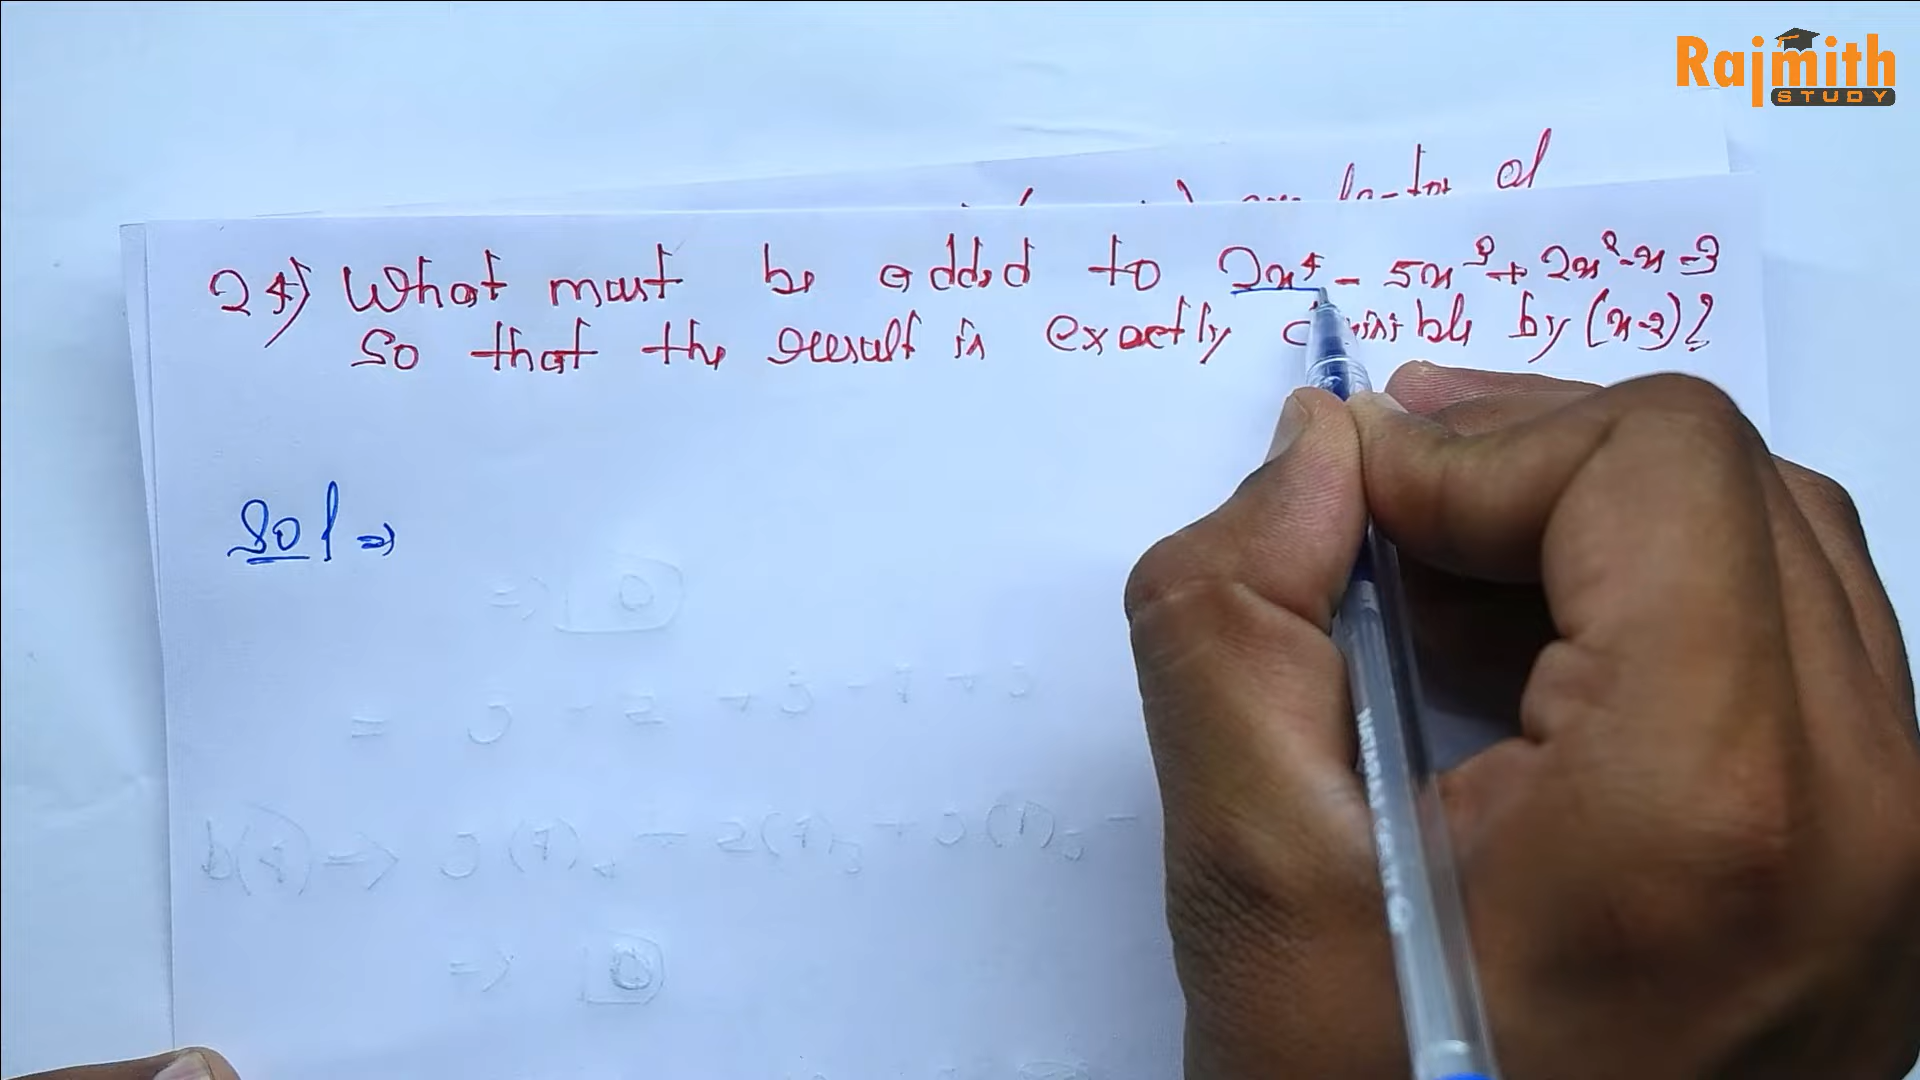 Rajmith
STUDY
of
24) What must be added to 2x⁴ - 5x³ + 2x² - x - 3
So that the result is exactly by (x-2)?
Sol ⇒